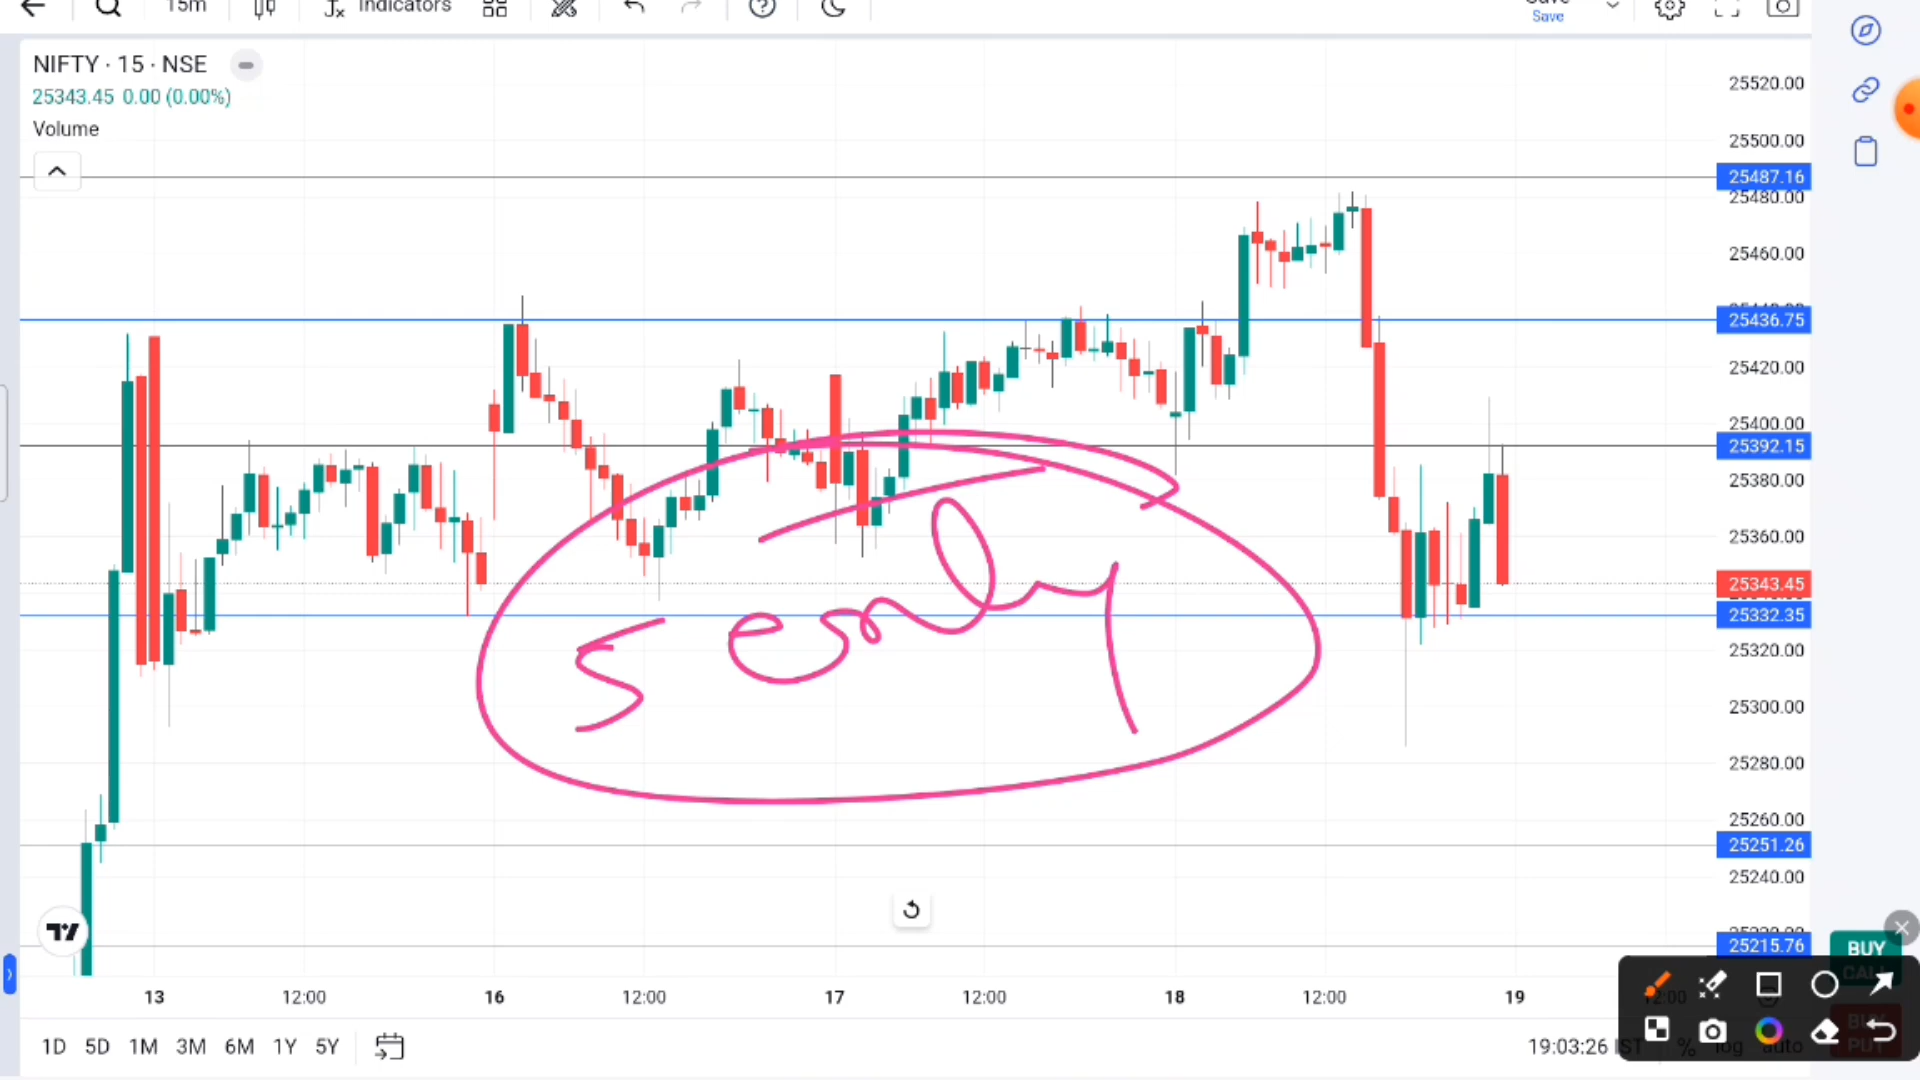 15m
Indicators
Save
Save
NIFTY · 15 · NSE
25343.45 0.00 (0.00%)
Volume
25520.00
25500.00
25487.16
25480.00
25460.00
25436.75
25420.00
25400.00
25392.15
25380.00
25360.00
25343.45
25332.35
25320.00
25300.00
25280.00
25260.00
25251.26
25240.00
25215.76
BUY
13 12:00 16 12:00 17 12:00 18 12:00 19
1D 5D 1M 3M 6M 1Y 5Y
19:03:26
% log auto